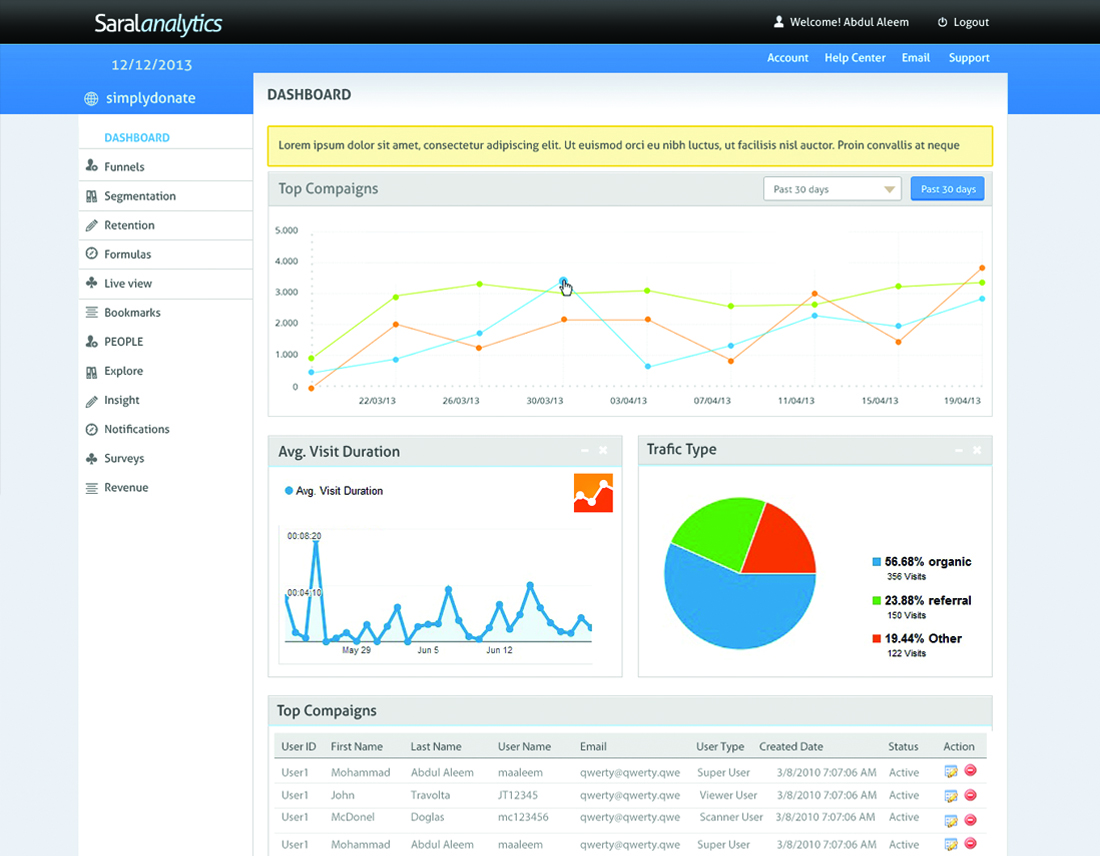 Saralanalytics
Welcome! Abdul Aleem
Logout
12/12/2013
Account Help Center Email Support
simplydonate
DASHBOARD
Funnels
Segmentation
Retention
Formulas
Live view
Bookmarks
PEOPLE
Explore
Insight
Notifications
Surveys
Revenue
DASHBOARD
Lorem ipsum dolor sit amet, consectetur adipiscing elit. Ut euismod orci eu nibh luctus, ut facilisis nisl auctor. Proin convallis at neque
Top Compaigns
Past 30 days
Past 30 days
5.000
4.000
3.000
2.000
1.000
0
22/03/13 26/03/13 30/03/13 03/04/13 07/04/13 11/04/13 15/04/13 19/04/13
Avg. Visit Duration
Avg. Visit Duration
00:08:20
00:04:10
May 29 Jun 5 Jun 12
Trafic Type
56.68% organic
356 Visits
23.88% referral
150 Visits
19.44% Other
122 Visits
Top Compaigns
User ID First Name Last Name User Name Email User Type Created Date Status Action
User1 Mohammad Abdul Aleem maaleem qwerty@qwerty.qwe Super User 3/8/2010 7:07:06 AM Active
User1 John Travolta JT12345 qwerty@qwerty.qwe Viewer User 3/8/2010 7:07:06 AM Active
User1 McDonel Doglas mc123456 qwerty@qwerty.qwe Scanner User 3/8/2010 7:07:06 AM Active
User1 Mohammad Abdul Aleem maaleem qwerty@qwerty.qwe Super User 3/8/2010 7:07:06 AM Active